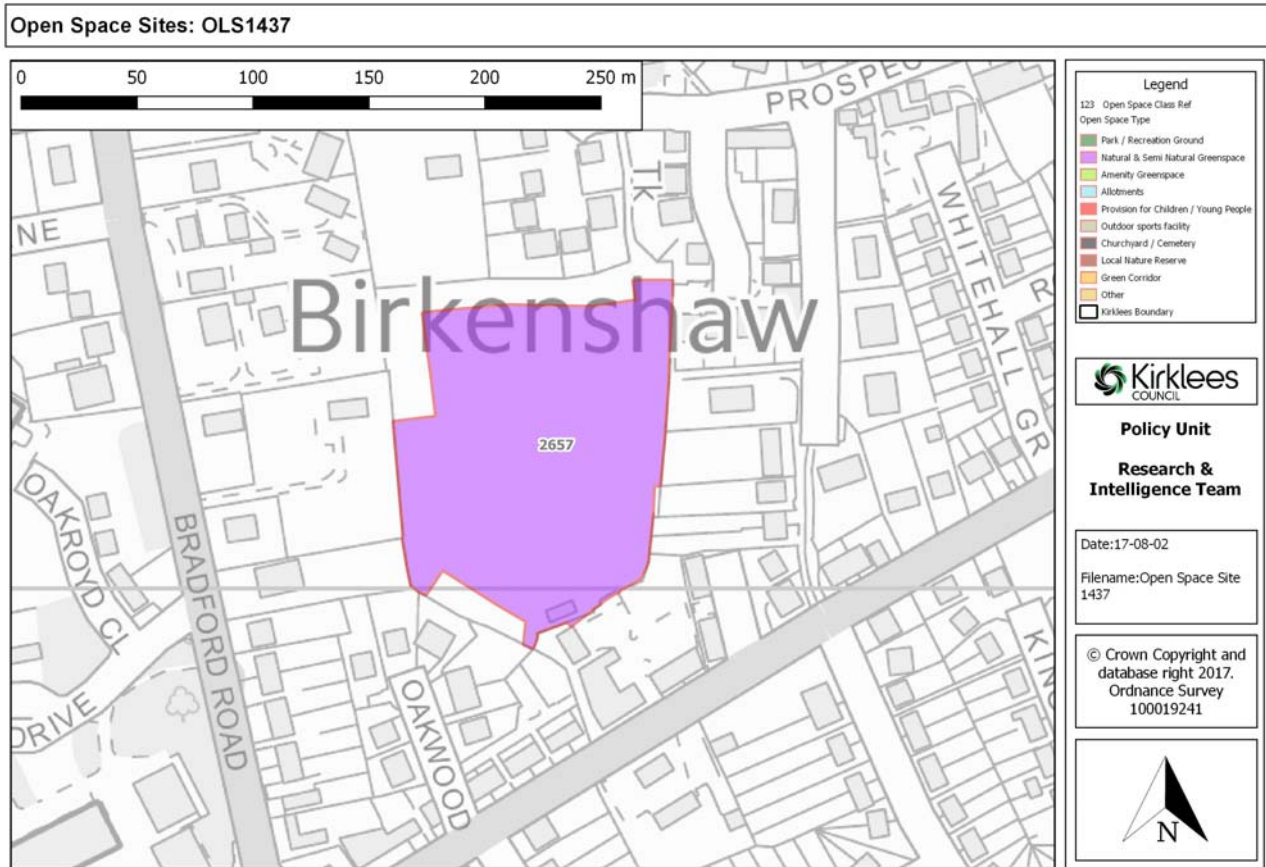 Open Space Sites: OLS1437
0 50 100 150 200 250 m
PROSPEC
TK
NE
WHITEHALL GR
R
Birkenshaw
2657
OAKROYD CL
BRADFORD ROAD
DRIVE
OAKWOOD
KING
Legend
123 Open Space Class Ref
Open Space Type
Park / Recreation Ground
Natural & Semi Natural Greenspace
Amenity Greenspace
Allotments
Provision for Children / Young People
Outdoor sports facility
Churchyard / Cemetery
Local Nature Reserve
Green Corridor
Other
Kirklees Boundary
Kirklees
COUNCIL
Policy Unit
Research &
Intelligence Team
Date:17-08-02
Filename:Open Space Site
1437
© Crown Copyright and
database right 2017.
Ordnance Survey
100019241
N